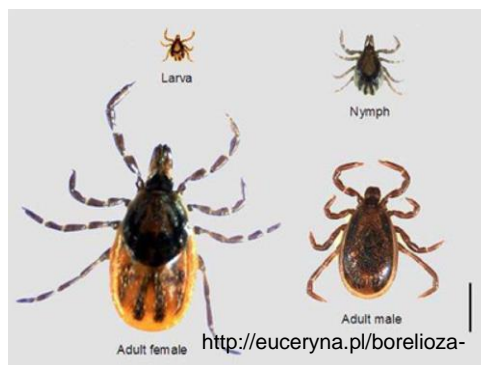 Larva
Nymph
Adult male
http://euceryna.pl/borelioza-
Adult female